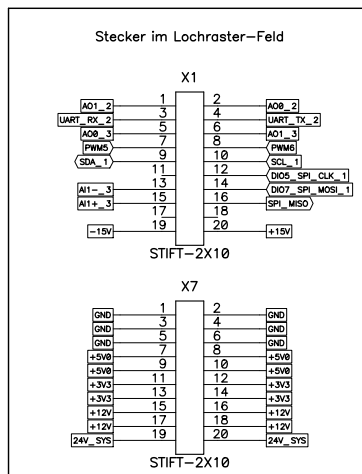 Stecker im Lochraster-Feld
X1
AO1_2 1 2 AO0_2
UART_RX_2 3 4 UART_TX_2
AO0_3 5 6 AO1_3
PWM5 7 8 PWM6
SDA_1 9 10 SCL_1
11 12 DIO5_SPI_CLK_1
AI1-_3 13 14 DIO7_SPI_MOSI_1
AI1+_3 15 16 SPI_MISO
17 18
-15V 19 20 +15V
STIFT-2X10
X7
GND 1 2 GND
GND 3 4 GND
GND 5 6 GND
+5V0 7 8 +5V0
+5V0 9 10 +5V0
+3V3 11 12 +3V3
+3V3 13 14 +3V3
+12V 15 16 +12V
+12V 17 18 +12V
24V_SYS 19 20 24V_SYS
STIFT-2X10